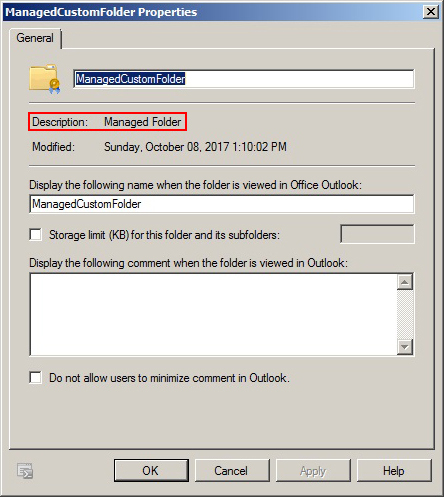 ManagedCustomFolder Properties
General
ManagedCustomFolder
Description: Managed Folder
Modified: Sunday, October 08, 2017 1:10:02 PM
Display the following name when the folder is viewed in Office Outlook:
ManagedCustomFolder
Storage limit (KB) for this folder and its subfolders:
Display the following comment when the folder is viewed in Outlook:
Do not allow users to minimize comment in Outlook.
OK Cancel Apply Help